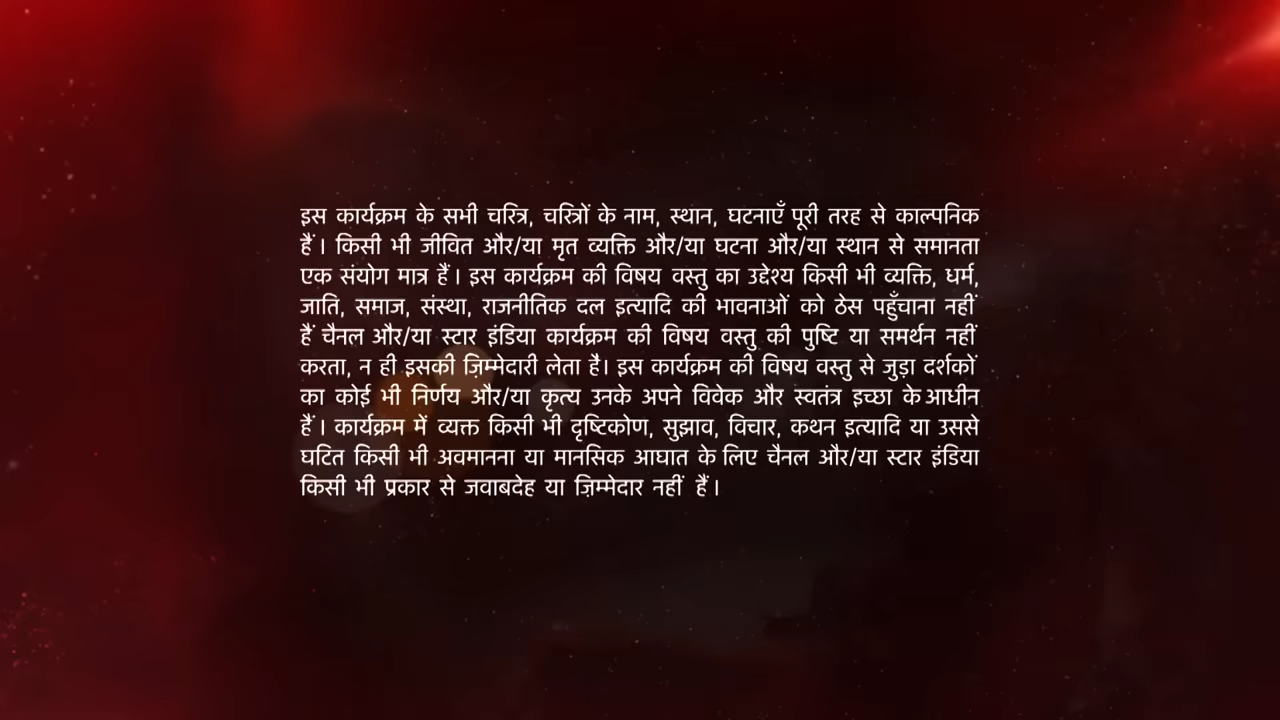 इस कार्यक्रम के सभी चरित्र, चरित्रों के नाम, स्थान, घटनाएँ पूरी तरह से काल्पनिक
हैं । किसी भी जीवित और/या मृत व्यक्ति और/या घटना और/या स्थान से समानता
एक संयोग मात्र हैं । इस कार्यक्रम की विषय वस्तु का उद्देश्य किसी भी व्यक्ति, धर्म,
जाति, समाज, संस्था, राजनीतिक दल इत्यादि की भावनाओं को ठेस पहुँचाना नहीं
हैं चैनल और/या स्टार इंडिया कार्यक्रम की विषय वस्तु की पुष्टि या समर्थन नहीं
करता, न ही इसकी ज़िम्मेदारी लेता है। इस कार्यक्रम की विषय वस्तु से जुड़ा दर्शकों
का कोई भी निर्णय और/या कृत्य उनके अपने विवेक और स्वतंत्र इच्छा के आधीन
हैं । कार्यक्रम में व्यक्त किसी भी दृष्टिकोण, सुझाव, विचार, कथन इत्यादि या उससे
घटित किसी भी अवमानना या मानसिक आघात के लिए चैनल और/या स्टार इंडिया
किसी भी प्रकार से जवाबदेह या ज़िम्मेदार नहीं हैं ।